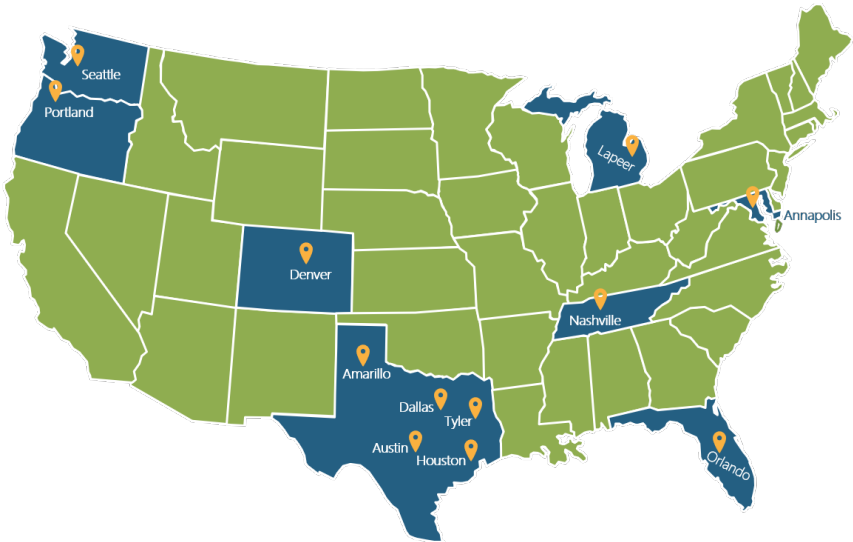 Seattle
Portland
Lapeer
Annapolis
Denver
Nashville
Amarillo
Dallas
Tyler
Austin
Houston
Orlando